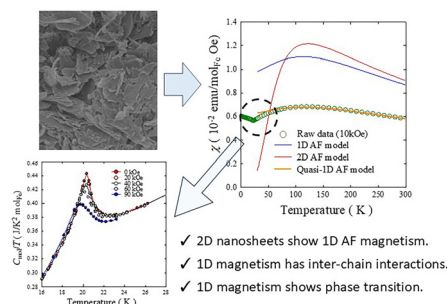 1.4
1.2
1.0
0.8
0.6
0.4
0.2
0.0
χ ( 10⁻² emu/mol_Fe Oe)
Raw data (10kOe)
1D AF model
2D AF model
Quasi-1D AF model
0 50 100 150 200 250 300
Temperature ( K )
0.46
0.44
0.42
0.40
0.38
0.36
0.34
0.32
0.30
0.28
0 kOe
20 kOe
40 kOe
60 kOe
90 kOe
16 18 20 22 24 26 28
Temperature ( K )
✓ 2D nanosheets show 1D AF magnetism.
✓ 1D magnetism has inter-chain interactions.
✓ 1D magnetism shows phase transition.